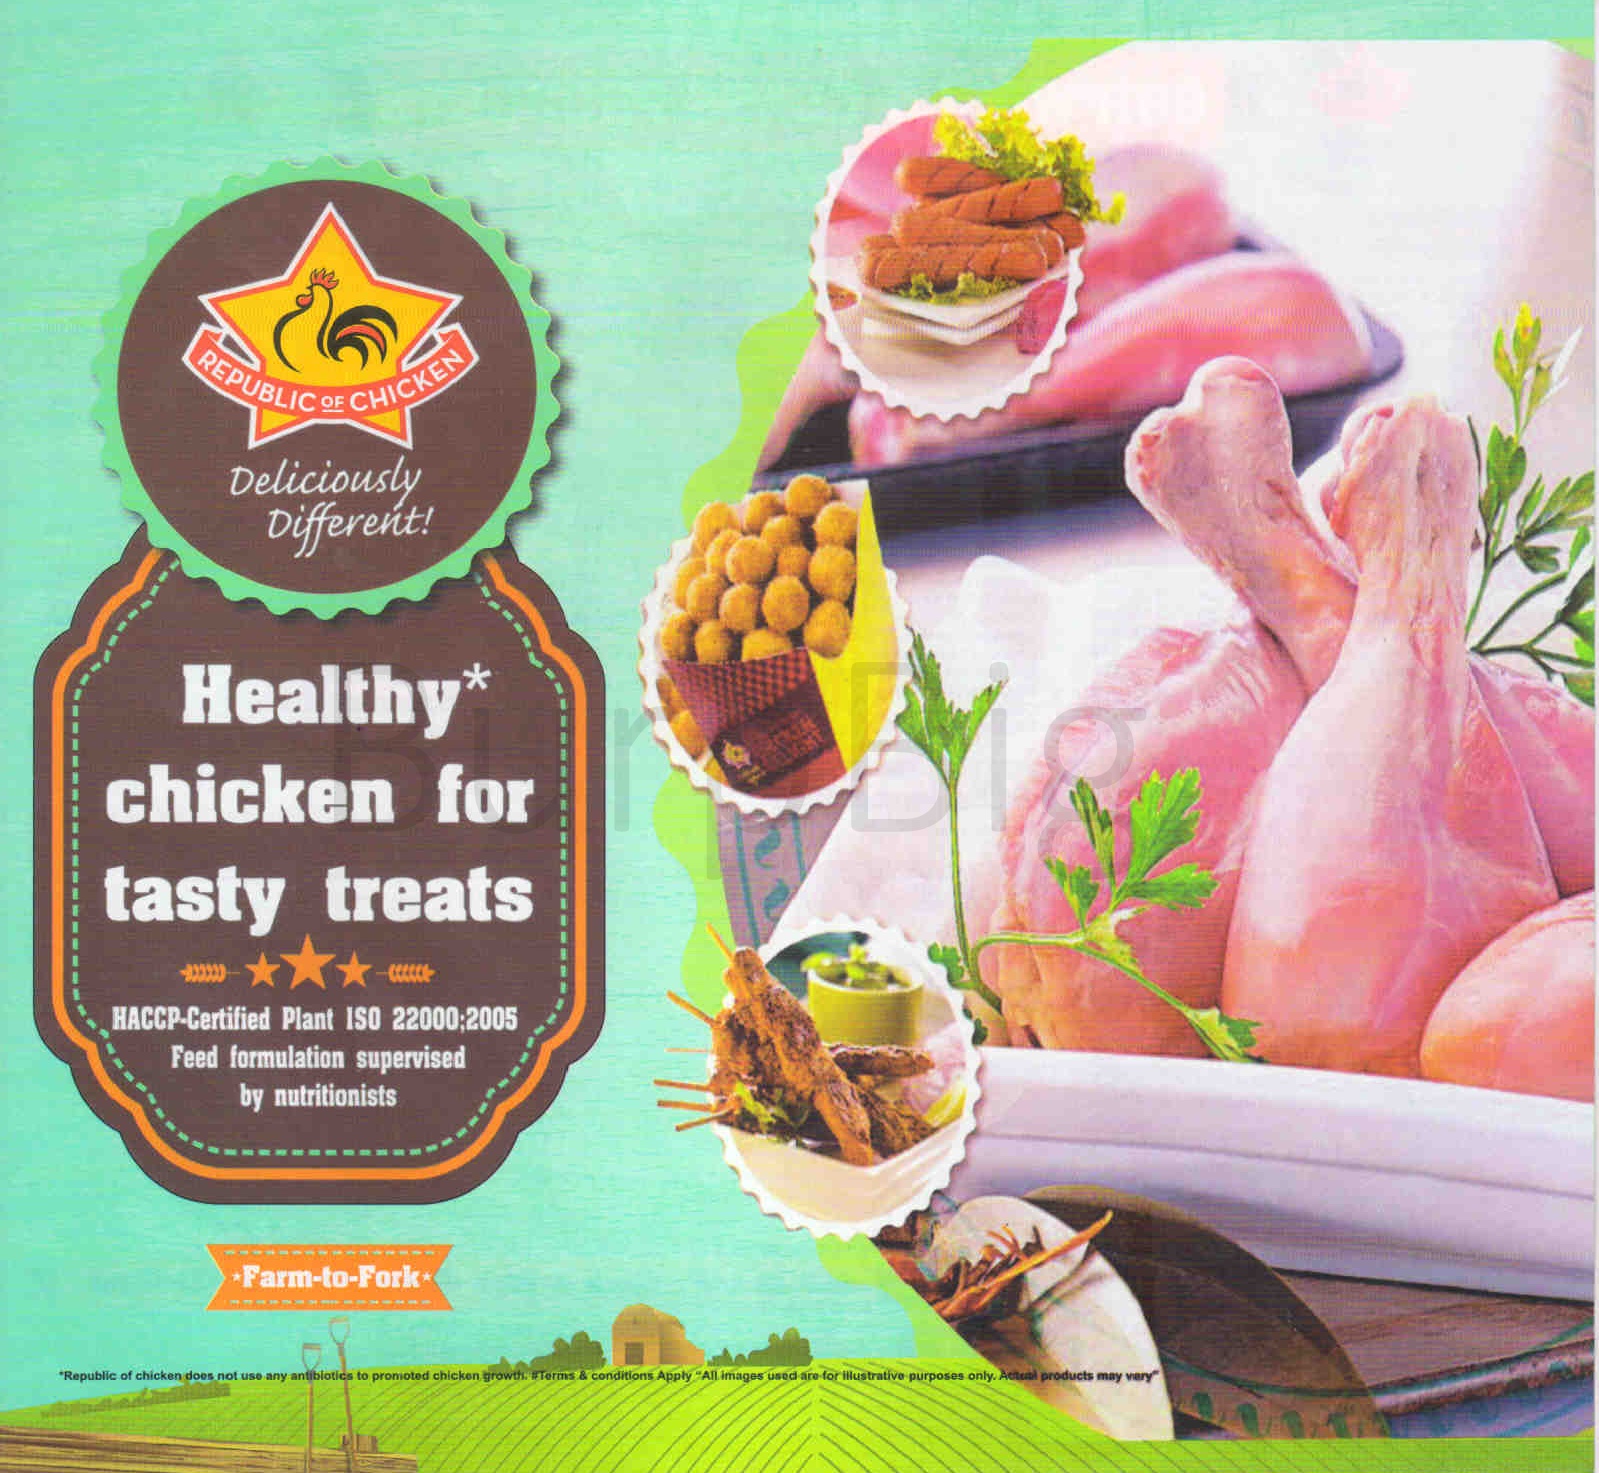 REPUBLIC OF CHICKEN
Deliciously
Different!
Healthy*
chicken for
tasty treats
HACCP-Certified Plant ISO 22000;2005
Feed formulation supervised
by nutritionists
Farm-to-Fork
*Republic of chicken does not use any antibiotics to promoted chicken growth. #Terms & conditions Apply "All images used are for illustrative purposes only. Actual products may vary"
BurpBig